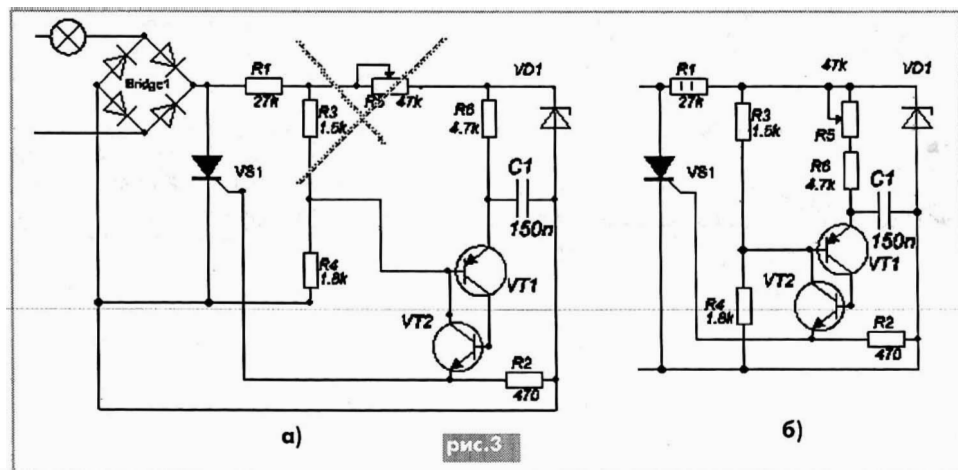 Bridge1
R1
27k
R3
1.5k
R5
47k
R6
4.7k
VD1
C1
150n
VS1
R4
1.8k
VT1
VT2
R2
470
а)
R1
27k
R3
1.5k
47k
R5
R6
4.7k
VD1
C1
150n
VS1
R4
1.8k
VT1
VT2
R2
470
б)
рис.3